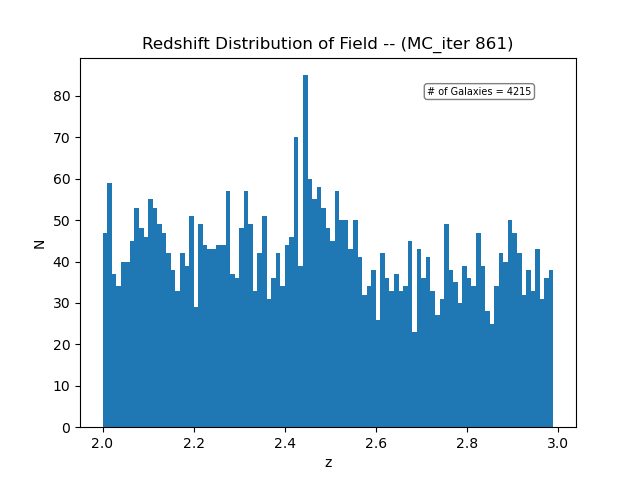 Redshift Distribution of Field -- (MC_iter 861)
# of Galaxies = 4215
80
70
60
50
40
30
20
10
0
N
2.0 2.2 2.4 2.6 2.8 3.0
z